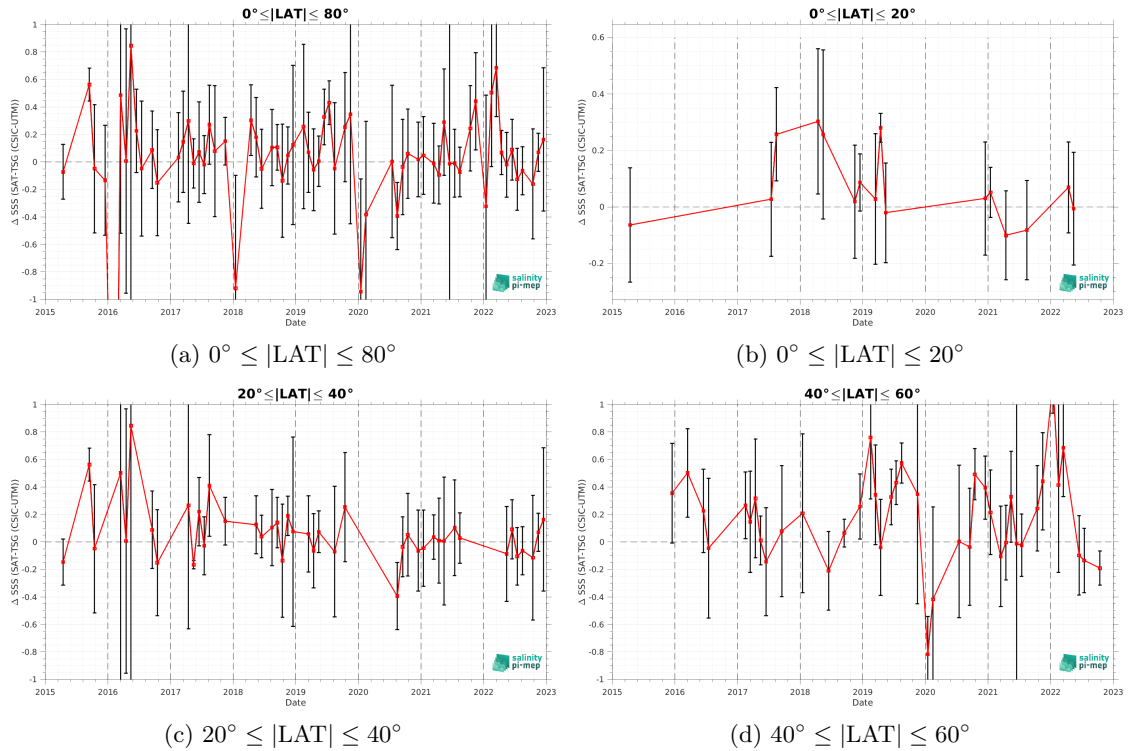 0°≤|LAT|≤ 80°
Δ SSS (SAT-TSG (CSIC-UTM))
1
0.8
0.6
0.4
0.2
0
-0.2
-0.4
-0.6
-0.8
-1
2015 2016 2017 2018 2019 2020 2021 2022 2023
Date
salinity
pi-mep
(a) 0° ≤ |LAT| ≤ 80°
0°≤|LAT|≤ 20°
Δ SSS (SAT-TSG (CSIC-UTM))
0.6
0.4
0.2
0
-0.2
2015 2016 2017 2018 2019 2020 2021 2022 2023
Date
salinity
pi-mep
(b) 0° ≤ |LAT| ≤ 20°
20°≤|LAT|≤ 40°
Δ SSS (SAT-TSG (CSIC-UTM))
1
0.8
0.6
0.4
0.2
0
-0.2
-0.4
-0.6
-0.8
-1
2015 2016 2017 2018 2019 2020 2021 2022 2023
Date
salinity
pi-mep
(c) 20° ≤ |LAT| ≤ 40°
40°≤|LAT|≤ 60°
Δ SSS (SAT-TSG (CSIC-UTM))
1
0.8
0.6
0.4
0.2
0
-0.2
-0.4
-0.6
-0.8
-1
2015 2016 2017 2018 2019 2020 2021 2022 2023
Date
salinity
pi-mep
(d) 40° ≤ |LAT| ≤ 60°